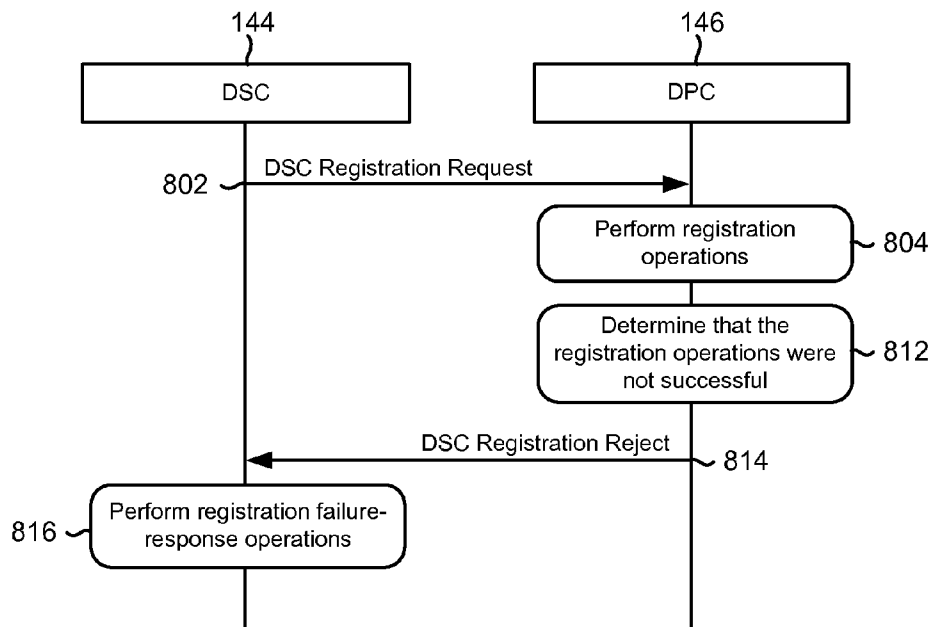 144
146
DSC
DPC
DSC Registration Request
802
Perform registration
operations
804
Determine that the
registration operations were
not successful
812
DSC Registration Reject
814
Perform registration failure-
response operations
816